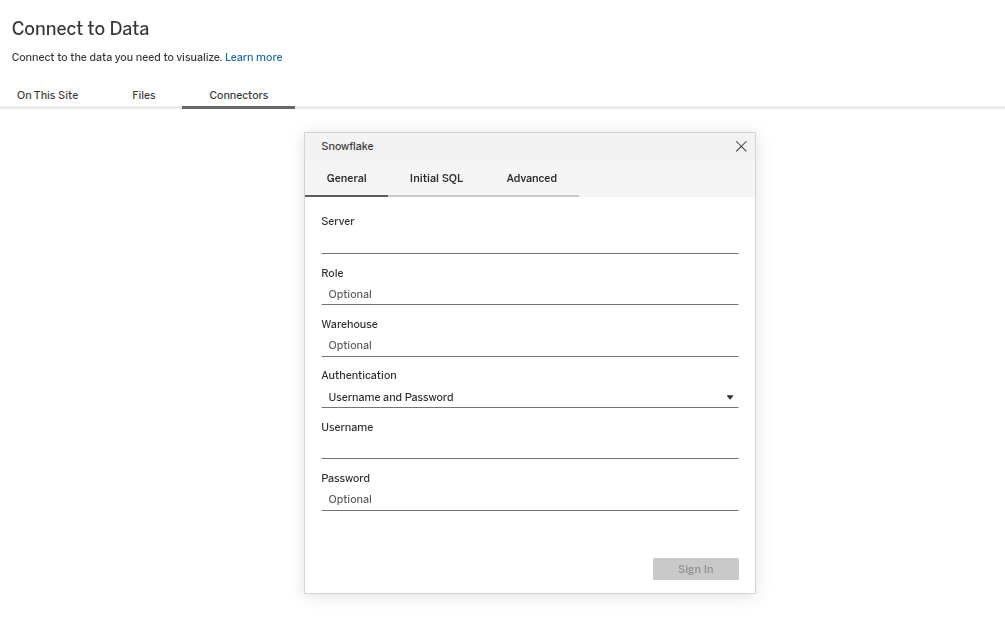 Connect to Data
Connect to the data you need to visualize. Learn more
On This Site Files Connectors
Snowflake
General Initial SQL Advanced
Server
Role
Optional
Warehouse
Optional
Authentication
Username and Password
Username
Password
Optional
Sign In